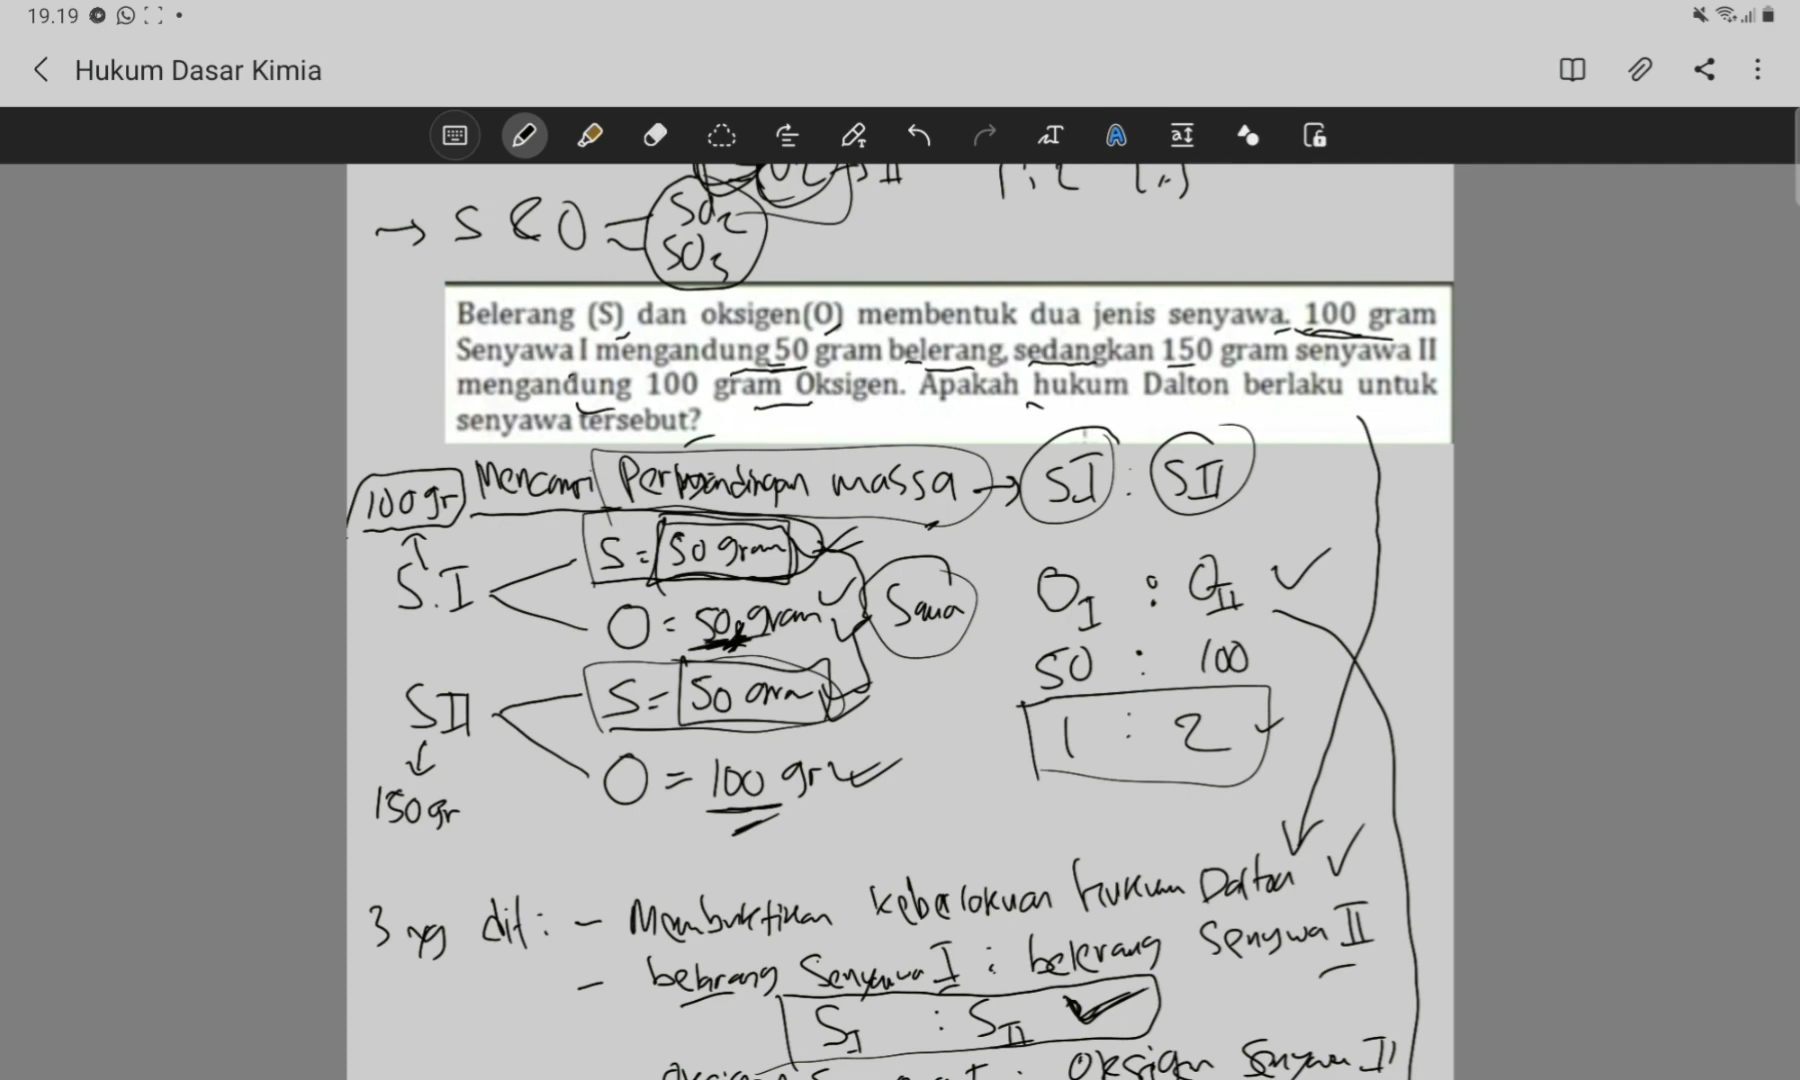 19.19
Hukum Dasar Kimia
→ S & O = SO2
SO3
Belerang (S) dan oksigen(O) membentuk dua jenis senyawa. 100 gram
Senyawa I mengandung 50 gram belerang, sedangkan 150 gram senyawa II
mengandung 100 gram Oksigen. Apakah hukum Dalton berlaku untuk
senyawa tersebut?
100 gr Mencari Perbandingan massa → SI : SII
S.I S = 50 gram
O = 50 gram Sama
SII S = 50 gram
O = 100 gr
150 gr
OI : OII
50 : 100
1 : 2
3 yg dit: - Membuktikan keberlakuan Hukum Dalton
- belerang Senyawa I : belerang Senyawa II
SI : SII
I : Oksigen Senyawa II